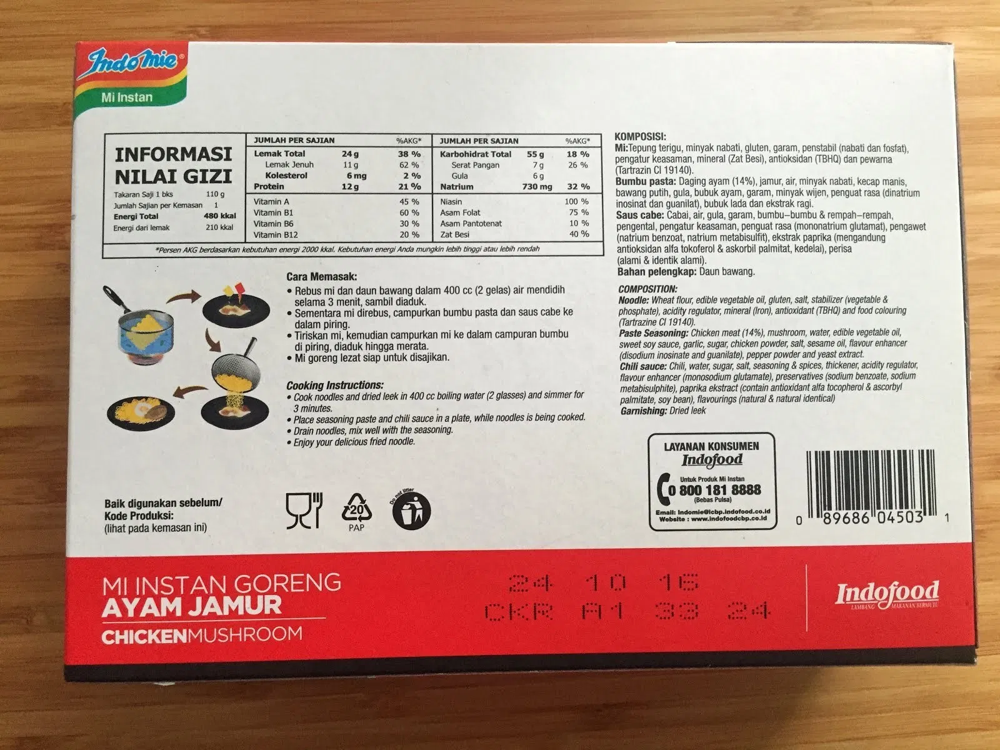 Indomie
Mi Instan
INFORMASI
NILAI GIZI
Takaran Saji 1 bks 110 g
Jumlah Sajian per Kemasan 1
Energi Total 480 kkal
Energi dari lemak 210 kkal
JUMLAH PER SAJIAN %AKG*
Lemak Total 24 g 38 %
Lemak Jenuh 11 g 62 %
Kolesterol 6 mg 2 %
Protein 12 g 21 %
Vitamin A 45 %
Vitamin B1 60 %
Vitamin B6 30 %
Vitamin B12 20 %
JUMLAH PER SAJIAN %AKG*
Karbohidrat Total 55 g 18 %
Serat Pangan 7 g 26 %
Gula 6 g
Natrium 730 mg 32 %
Niasin 100 %
Asam Folat 75 %
Asam Pantotenat 10 %
Zat Besi 40 %
*Persen AKG berdasarkan kebutuhan energi 2000 kkal. Kebutuhan energi Anda mungkin lebih tinggi atau lebih rendah
Cara Memasak:
• Rebus mi dan daun bawang dalam 400 cc (2 gelas) air mendidih
selama 3 menit, sambil diaduk.
• Sementara mi direbus, campurkan bumbu pasta dan saus cabe ke
dalam piring.
• Tiriskan mi, kemudian campurkan mi ke dalam campuran bumbu
di piring, diaduk hingga merata.
• Mi goreng lezat siap untuk disajikan.
Cooking Instructions:
• Cook noodles and dried leek in 400 cc boiling water (2 glasses) and simmer for
3 minutes.
• Place seasoning paste and chili sauce in a plate, while noodles is being cooked.
• Drain noodles, mix well with the seasoning.
• Enjoy your delicious fried noodle.
KOMPOSISI:
Mi:Tepung terigu, minyak nabati, gluten, garam, penstabil (nabati dan fosfat),
pengatur keasaman, mineral (Zat Besi), antioksidan (TBHQ) dan pewarna
(Tartrazin CI 19140).
Bumbu pasta: Daging ayam (14%), jamur, air, minyak nabati, kecap manis,
bawang putih, gula, bubuk ayam, garam, minyak wijen, penguat rasa (dinatrium
inosinat dan guanilat), bubuk lada dan ekstrak ragi.
Saus cabe: Cabai, air, gula, garam, bumbu–bumbu & rempah–rempah,
pengental, pengatur keasaman, penguat rasa (mononatrium glutamat), pengawet
(natrium benzoat, natrium metabisulfit), ekstrak paprika (mengandung
antioksidan alfa tokoferol & askorbil palmitat, kedelai), perisa
(alami & identik alami).
Bahan pelengkap: Daun bawang.
COMPOSITION:
Noodle: Wheat flour, edible vegetable oil, gluten, salt, stabilizer (vegetable &
phosphate), acidity regulator, mineral (Iron), antioxidant (TBHQ) and food colouring
(Tartrazine CI 19140).
Paste Seasoning: Chicken meat (14%), mushroom, water, edible vegetable oil,
sweet soy sauce, garlic, sugar, chicken powder, salt, sesame oil, flavour enhancer
(disodium inosinate and guanilate), pepper powder and yeast extract.
Chili sauce: Chili, water, sugar, salt, seasoning & spices, thickener, acidity regulator,
flavour enhancer (monosodium glutamate), preservatives (sodium benzoate, sodium
metabisulphite), paprika ekstract (contain antioxidant alfa tocopherol & ascorbyl
palmitate, soy bean), flavourings (natural & natural identical)
Garnishing: Dried leek
LAYANAN KONSUMEN
Indofood
Untuk Produk Mi Instan
0 800 181 8888
(Bebas Pulsa)
Email: Indomie@icbp.indofood.co.id
Website : www.indofoodcbp.co.id
0 89686 04503 1
Baik digunakan sebelum/
Kode Produksi:
(lihat pada kemasan ini)
20
PAP
Do not litter
MI INSTAN GORENG
AYAM JAMUR
CHICKENMUSHROOM
24 10 16
CKR A1 33 24
Indofood
LAMBANG MAKANAN BERMUTU